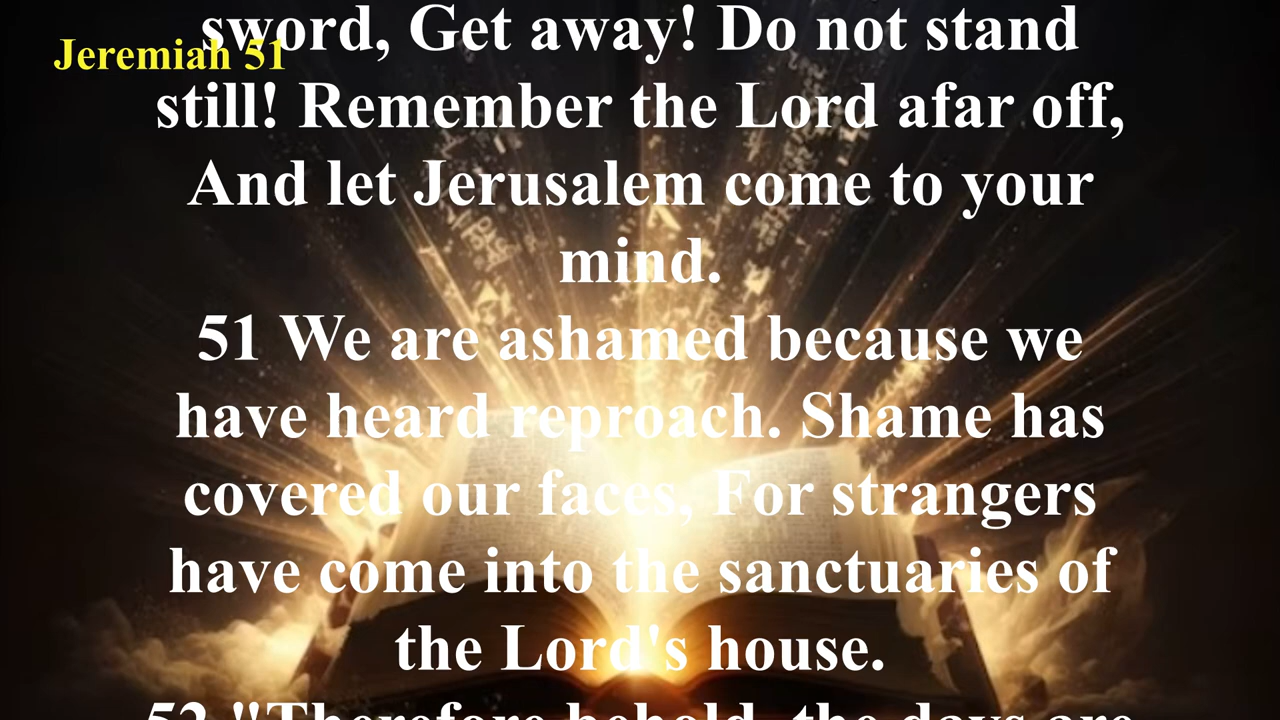 sword, Get away! Do not stand
Jeremiah 51
still! Remember the Lord afar off,
And let Jerusalem come to your
mind.
51 We are ashamed because we
have heard reproach. Shame has
covered our faces, For strangers
have come into the sanctuaries of
the Lord's house.
52 "Therefore behold, the days are